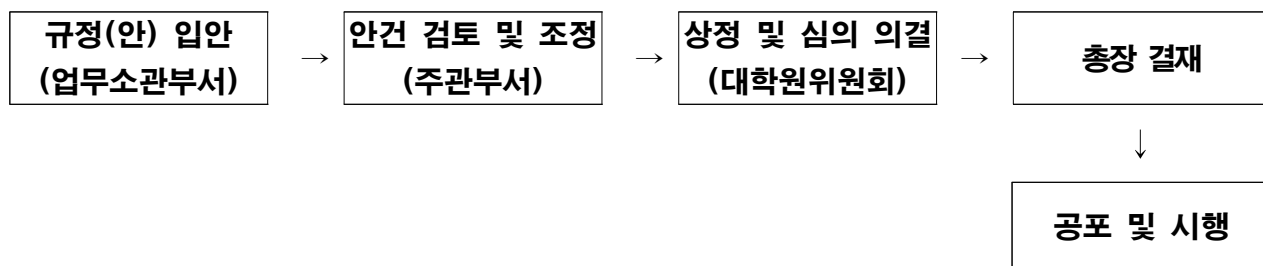 규정(안) 입안
(업무소관부서)
→
안건 검토 및 조정
(주관부서)
→
상정 및 심의 의결
(대학원위원회)
→
총장 결재
↓
공포 및 시행